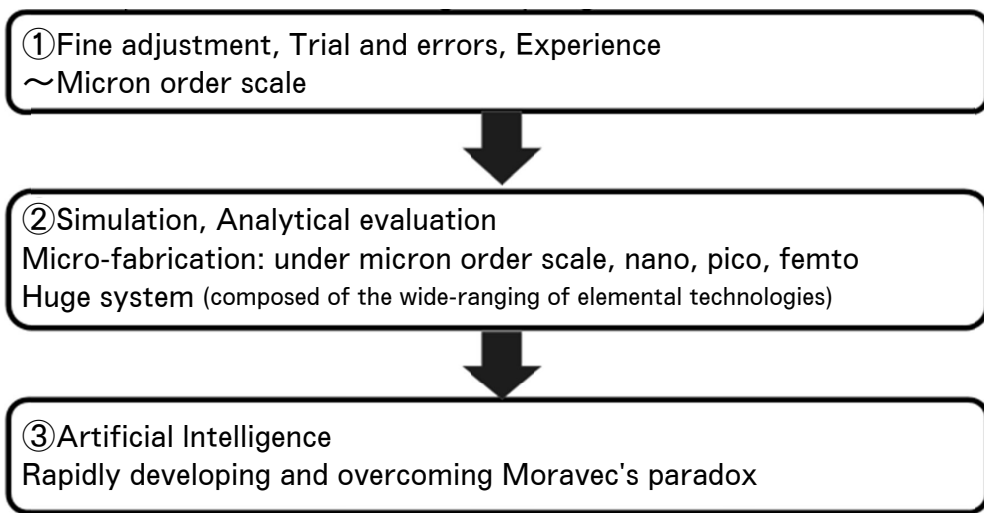 ①Fine adjustment, Trial and errors, Experience
～Micron order scale
②Simulation, Analytical evaluation
Micro-fabrication: under micron order scale, nano, pico, femto
Huge system (composed of the wide-ranging of elemental technologies)
③Artificial Intelligence
Rapidly developing and overcoming Moravec's paradox